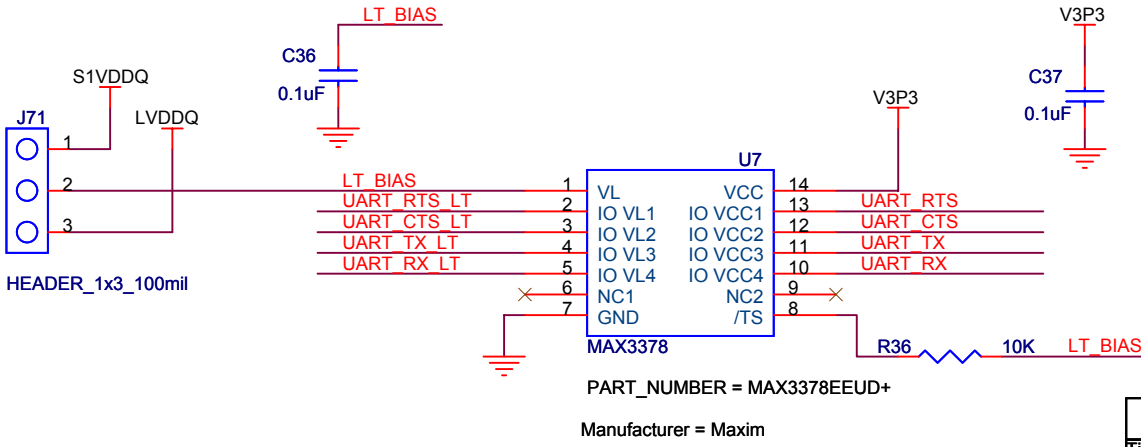 LT_BIAS
V3P3
C36
0.1uF
C37
0.1uF
S1VDDQ
LVDDQ
J71
1
2
3
HEADER_1x3_100mil
V3P3
U7
LT_BIAS 1 VL VCC 14
UART_RTS_LT 2 IO VL1 IO VCC1 13 UART_RTS
UART_CTS_LT 3 IO VL2 IO VCC2 12 UART_CTS
UART_TX_LT 4 IO VL3 IO VCC3 11 UART_TX
UART_RX_LT 5 IO VL4 IO VCC4 10 UART_RX
6 NC1 NC2 9
7 GND /TS 8
MAX3378
R36 10K LT_BIAS
PART_NUMBER = MAX3378EEUD+
Manufacturer = Maxim